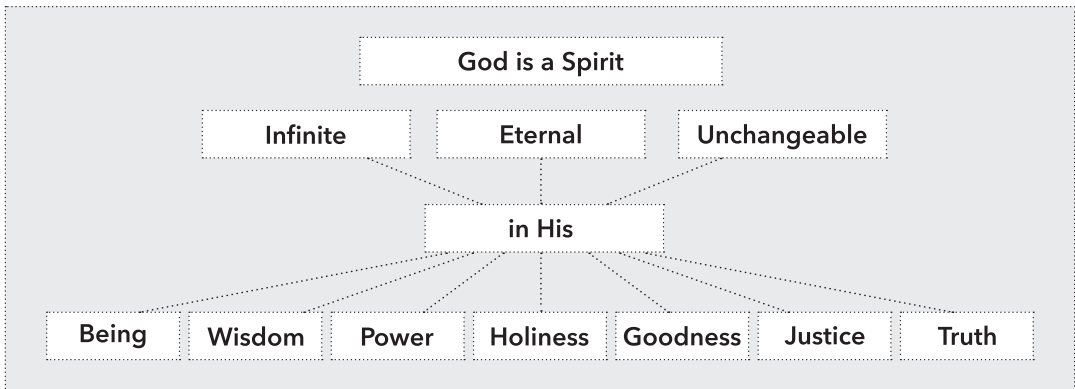 God is a Spirit
Infinite Eternal Unchangeable
in His
Being Wisdom Power Holiness Goodness Justice Truth